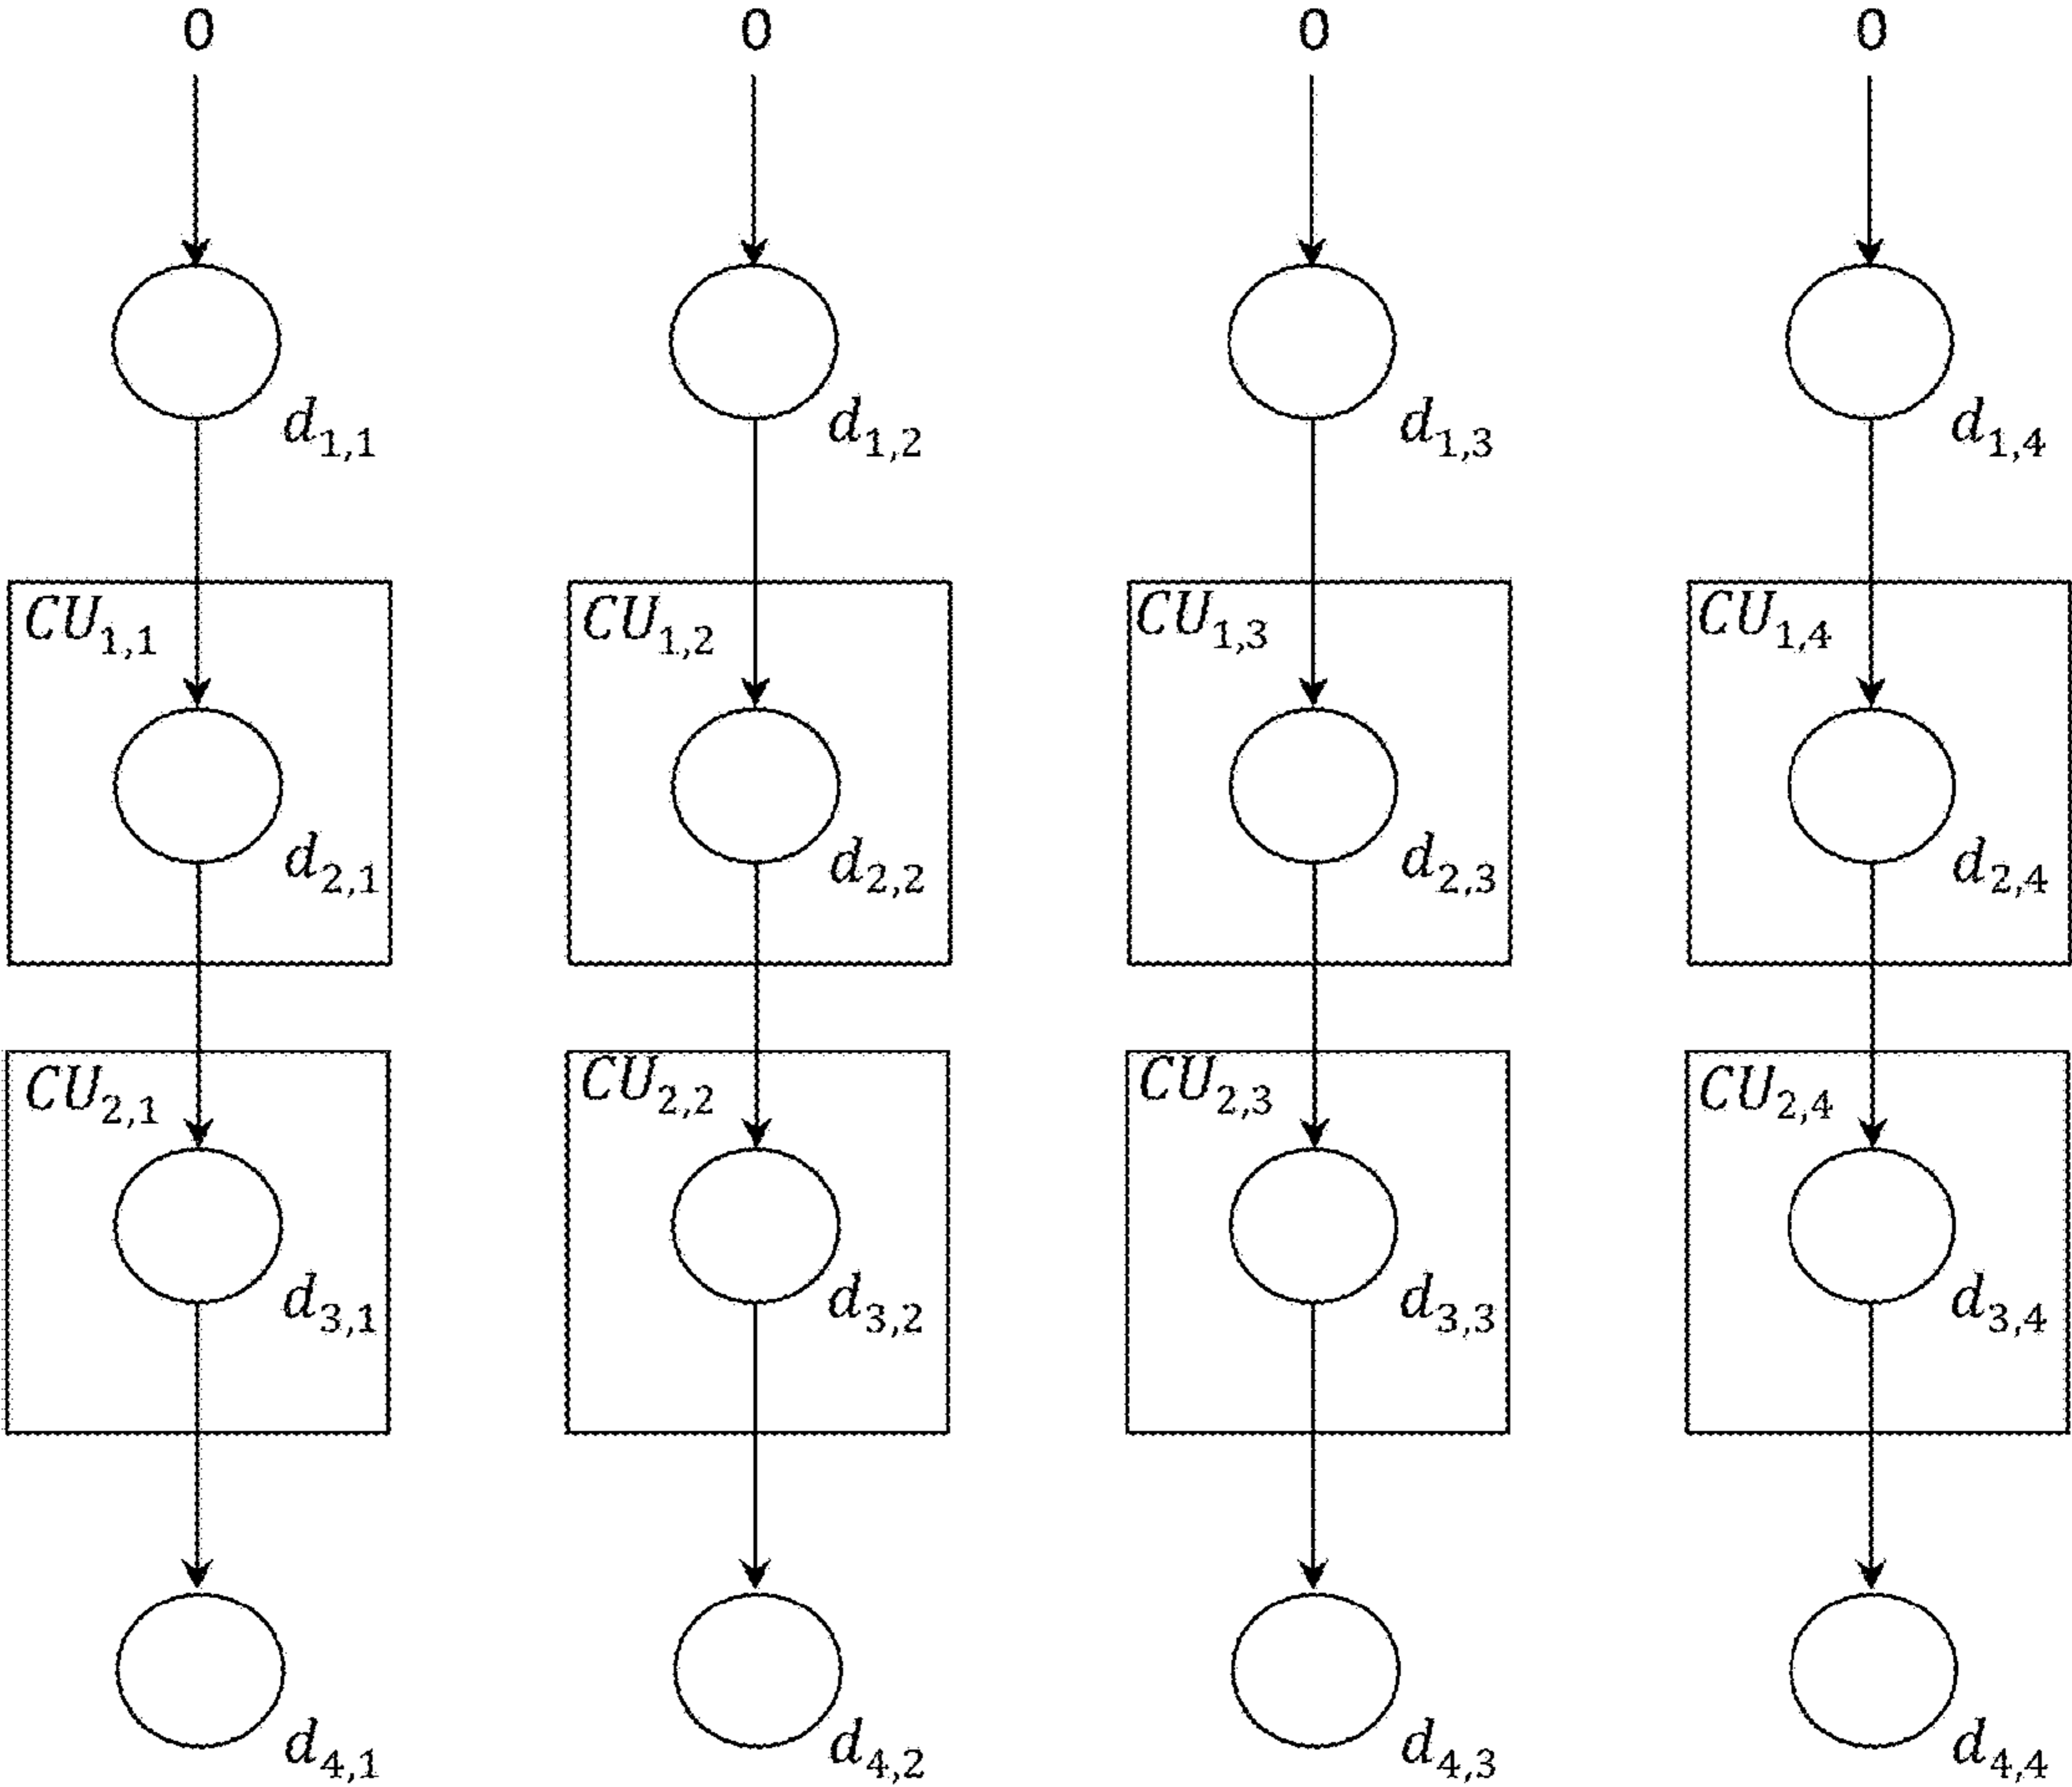 0 0 0 0
d1,1 d1,2 d1,3 d1,4
CU1,1 CU1,2 CU1,3 CU1,4
d2,1 d2,2 d2,3 d2,4
CU2,1 CU2,2 CU2,3 CU2,4
d3,1 d3,2 d3,3 d3,4
d4,1 d4,2 d4,3 d4,4